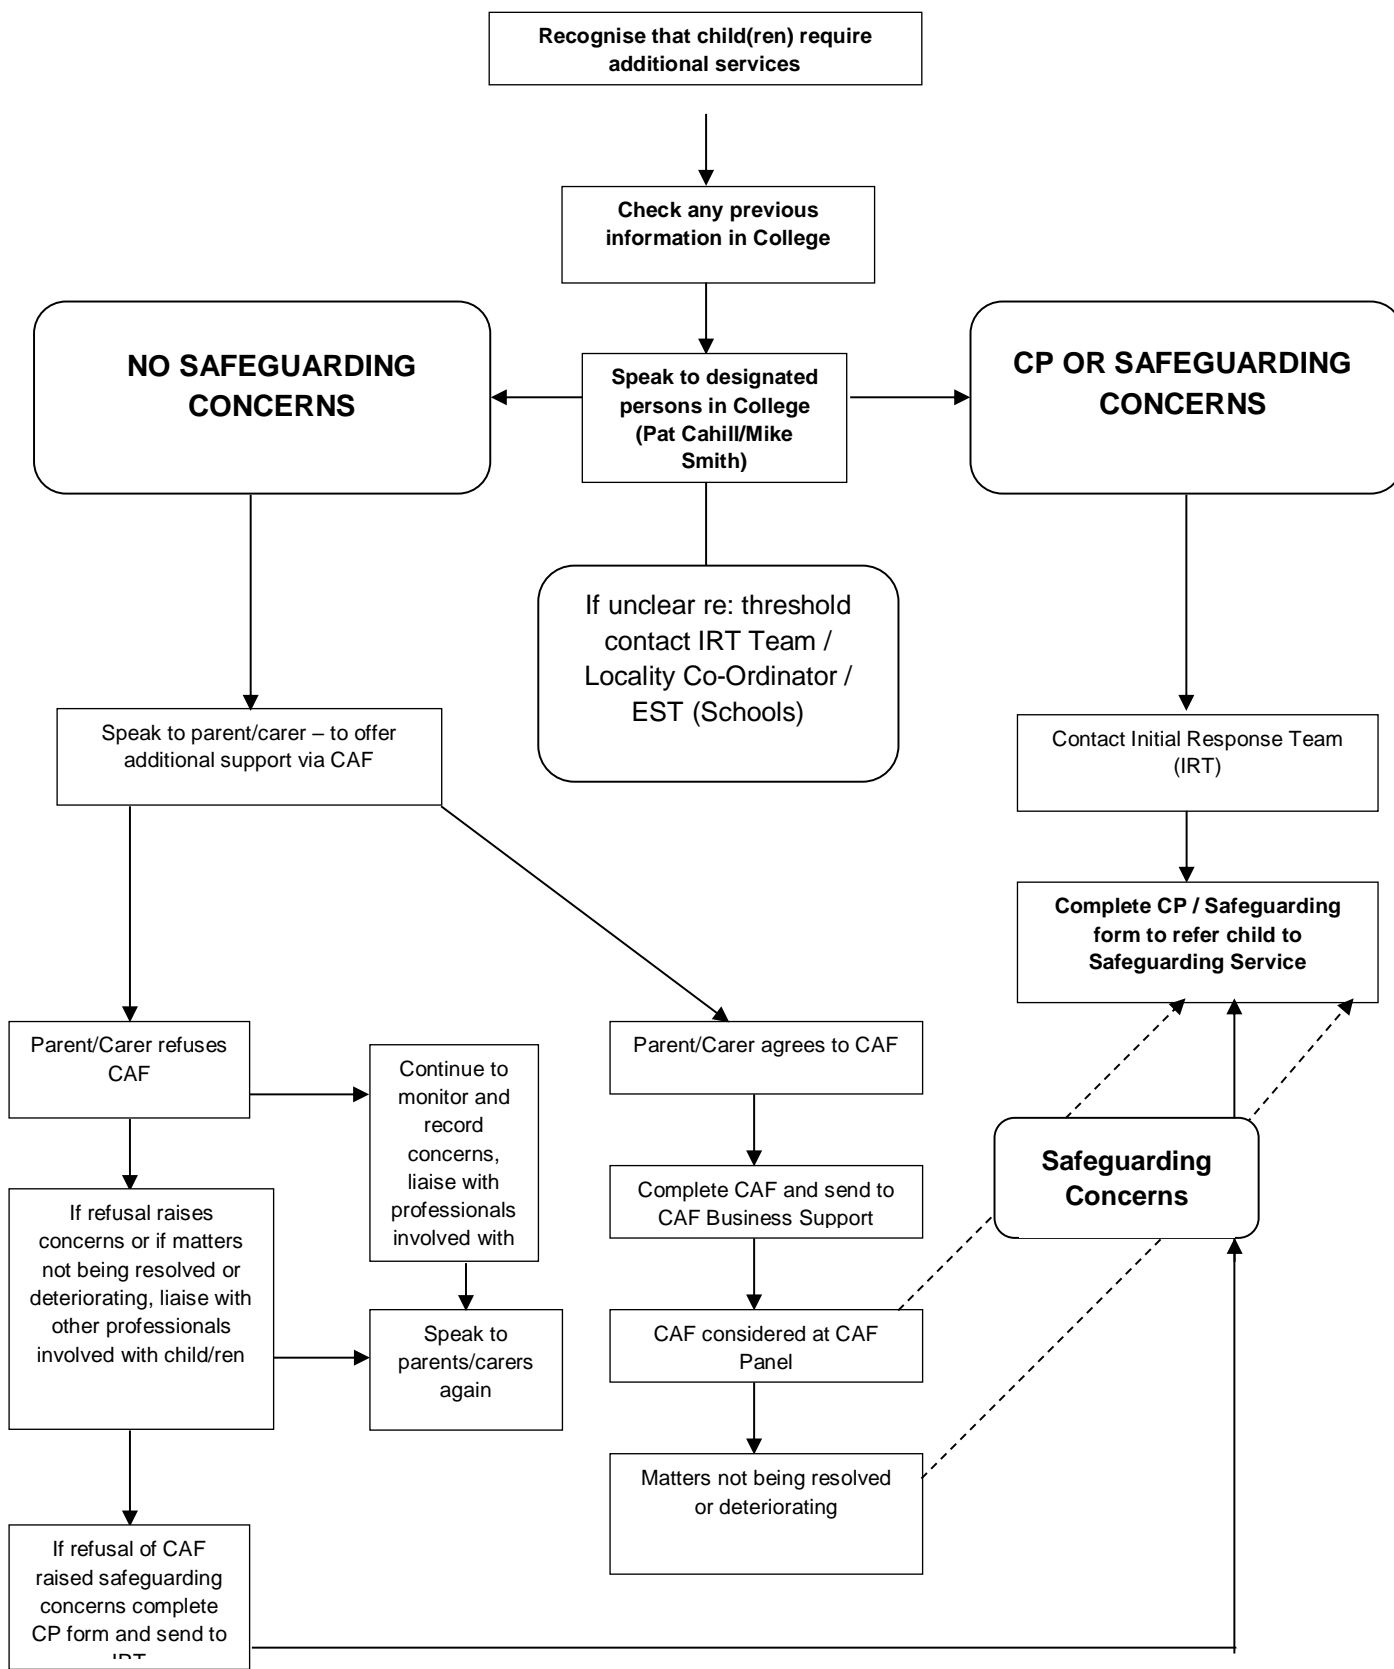 Recognise that child(ren) require
additional services
Check any previous
information in College
NO SAFEGUARDING
CONCERNS
Speak to designated
persons in College
(Pat Cahill/Mike
Smith)
CP OR SAFEGUARDING
CONCERNS
If unclear re: threshold
contact IRT Team /
Locality Co-Ordinator /
EST (Schools)
Speak to parent/carer – to offer
additional support via CAF
Contact Initial Response Team
(IRT)
Complete CP / Safeguarding
form to refer child to
Safeguarding Service
Parent/Carer refuses
CAF
Continue to
monitor and
record
concerns,
liaise with
professionals
involved with
Parent/Carer agrees to CAF
Safeguarding
Concerns
If refusal raises
concerns or if matters
not being resolved or
deteriorating, liaise with
other professionals
involved with child/ren
Complete CAF and send to
CAF Business Support
Speak to
parents/carers
again
CAF considered at CAF
Panel
Matters not being resolved
or deteriorating
If refusal of CAF
raised safeguarding
concerns complete
CP form and send to
IRT